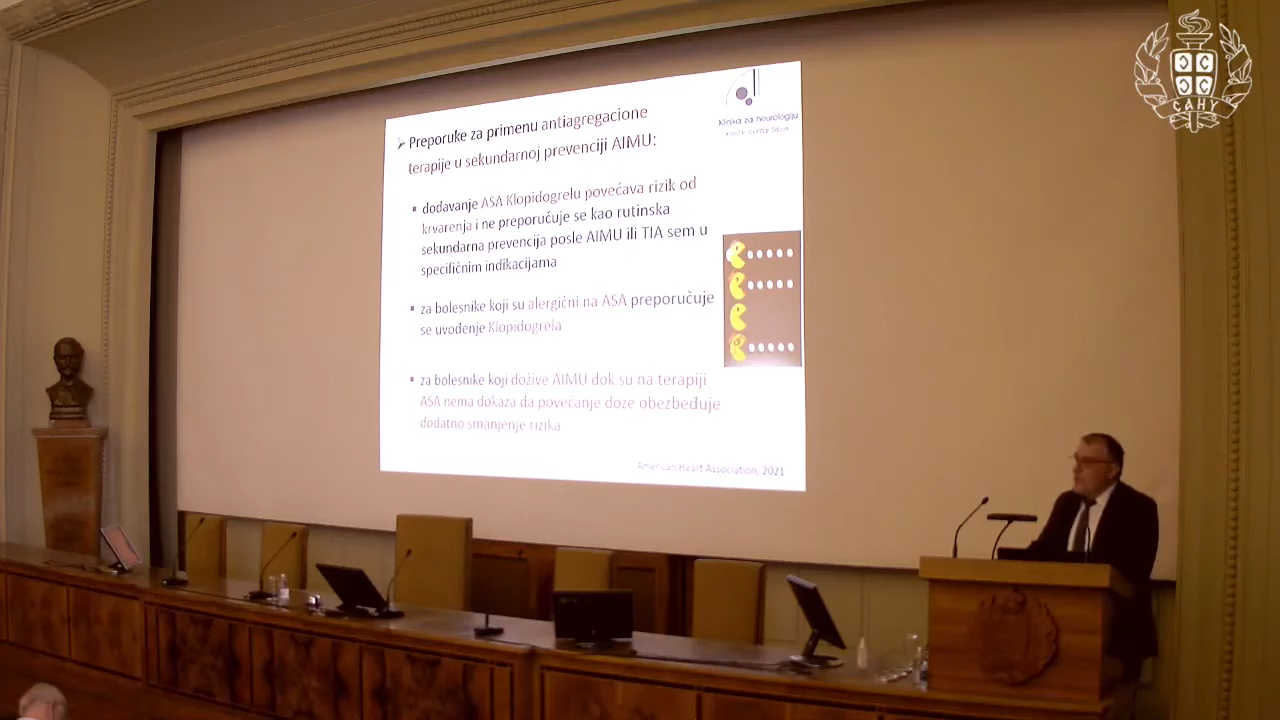 ➢ Preporuke za primenu antiagregacione
terapije u sekundarnoj prevenciji AIMU:
▪ dodavanje ASA Klopidogrelu povećava rizik od
krvarenja i ne preporučuje se kao rutinska
sekundarna prevencija posle AIMU ili TIA sem u
specifičnim indikacijama
▪ za bolesnike koji su alergični na ASA preporučuje
se uvođenje Klopidogrela
▪ za bolesnike koji dožive AIMU dok su na terapiji
ASA nema dokaza da povećanje doze obezbeđuje
dodatno smanjenje rizika
American Heart Association, 2021
Klinika za neurologiju
САНУ